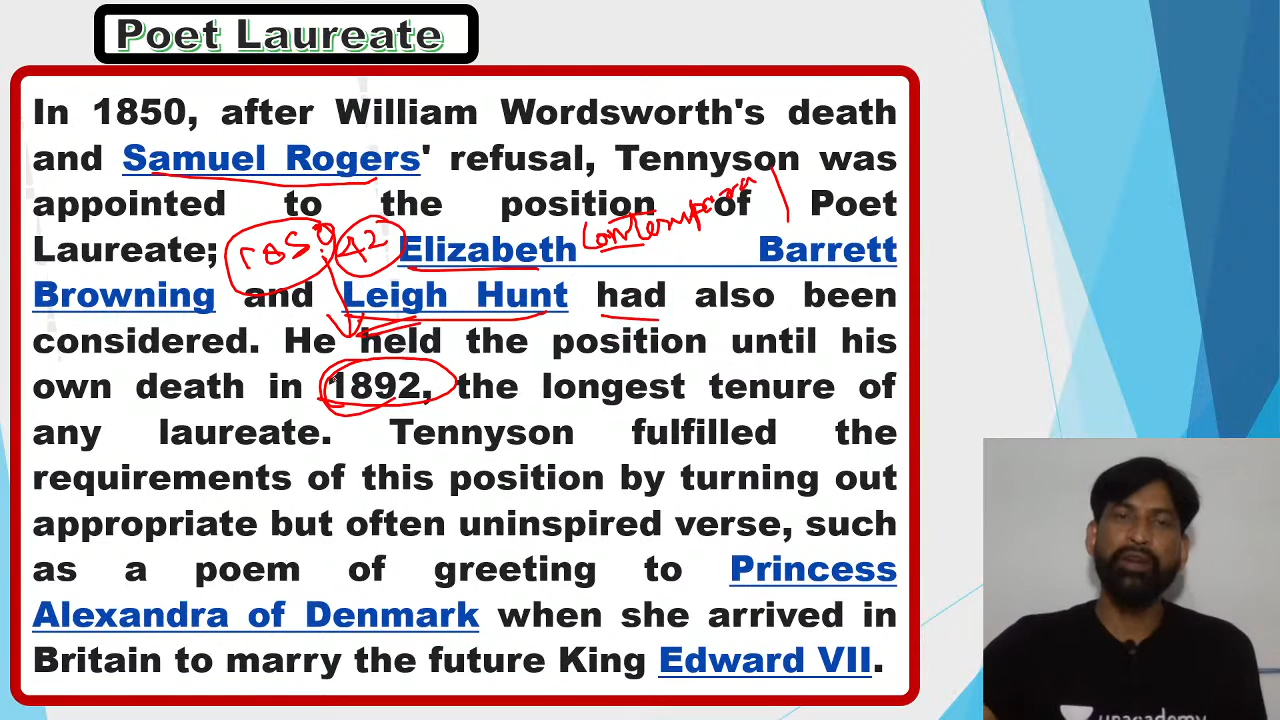 Poet Laureate
In 1850, after William Wordsworth's death
and Samuel Rogers' refusal, Tennyson was
appointed to the position of Poet
Laureate; Elizabeth Barrett
Browning and Leigh Hunt had also been
considered. He held the position until his
own death in 1892, the longest tenure of
any laureate. Tennyson fulfilled the
requirements of this position by turning out
appropriate but often uninspired verse, such
as a poem of greeting to Princess
Alexandra of Denmark when she arrived in
Britain to marry the future King Edward VII.
1850
42
unacademy